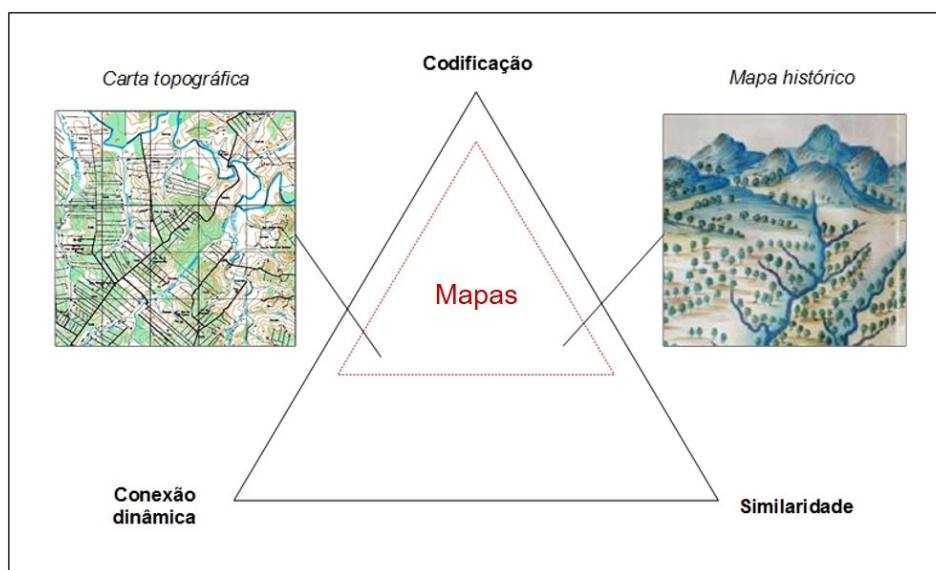 Carta topográfica
Codificação
Mapa histórico
Mapas
Conexão
dinâmica
Similaridade